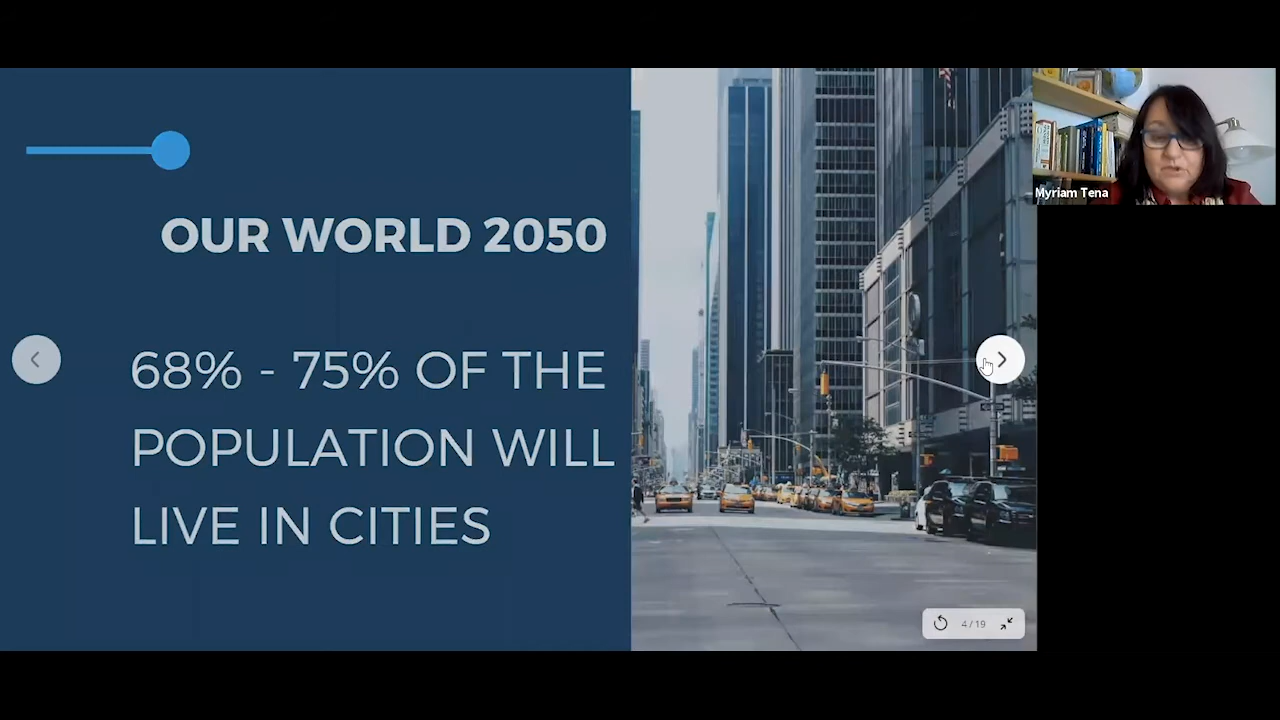 OUR WORLD 2050
68% - 75% OF THE
POPULATION WILL
LIVE IN CITIES
Myriam Tena
4 / 19